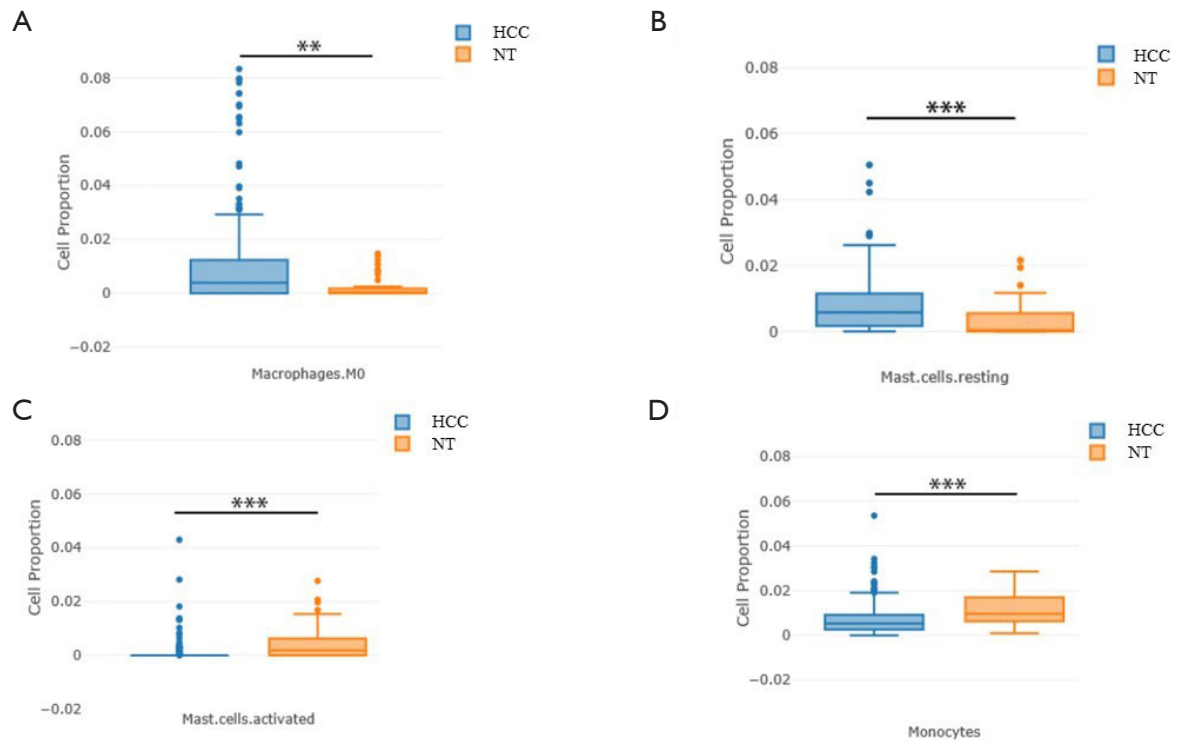 A
**
HCC
NT
0.08
0.06
0.04
0.02
0
−0.02
Cell Proportion
Macrophages.M0
B
***
HCC
NT
0.08
0.06
0.04
0.02
0
Cell Proportion
Mast.cells.resting
C
***
HCC
NT
0.08
0.06
0.04
0.02
0
−0.02
Cell Proportion
Mast.cells.activated
D
***
HCC
NT
0.08
0.06
0.04
0.02
0
−0.02
Cell Proportion
Monocytes